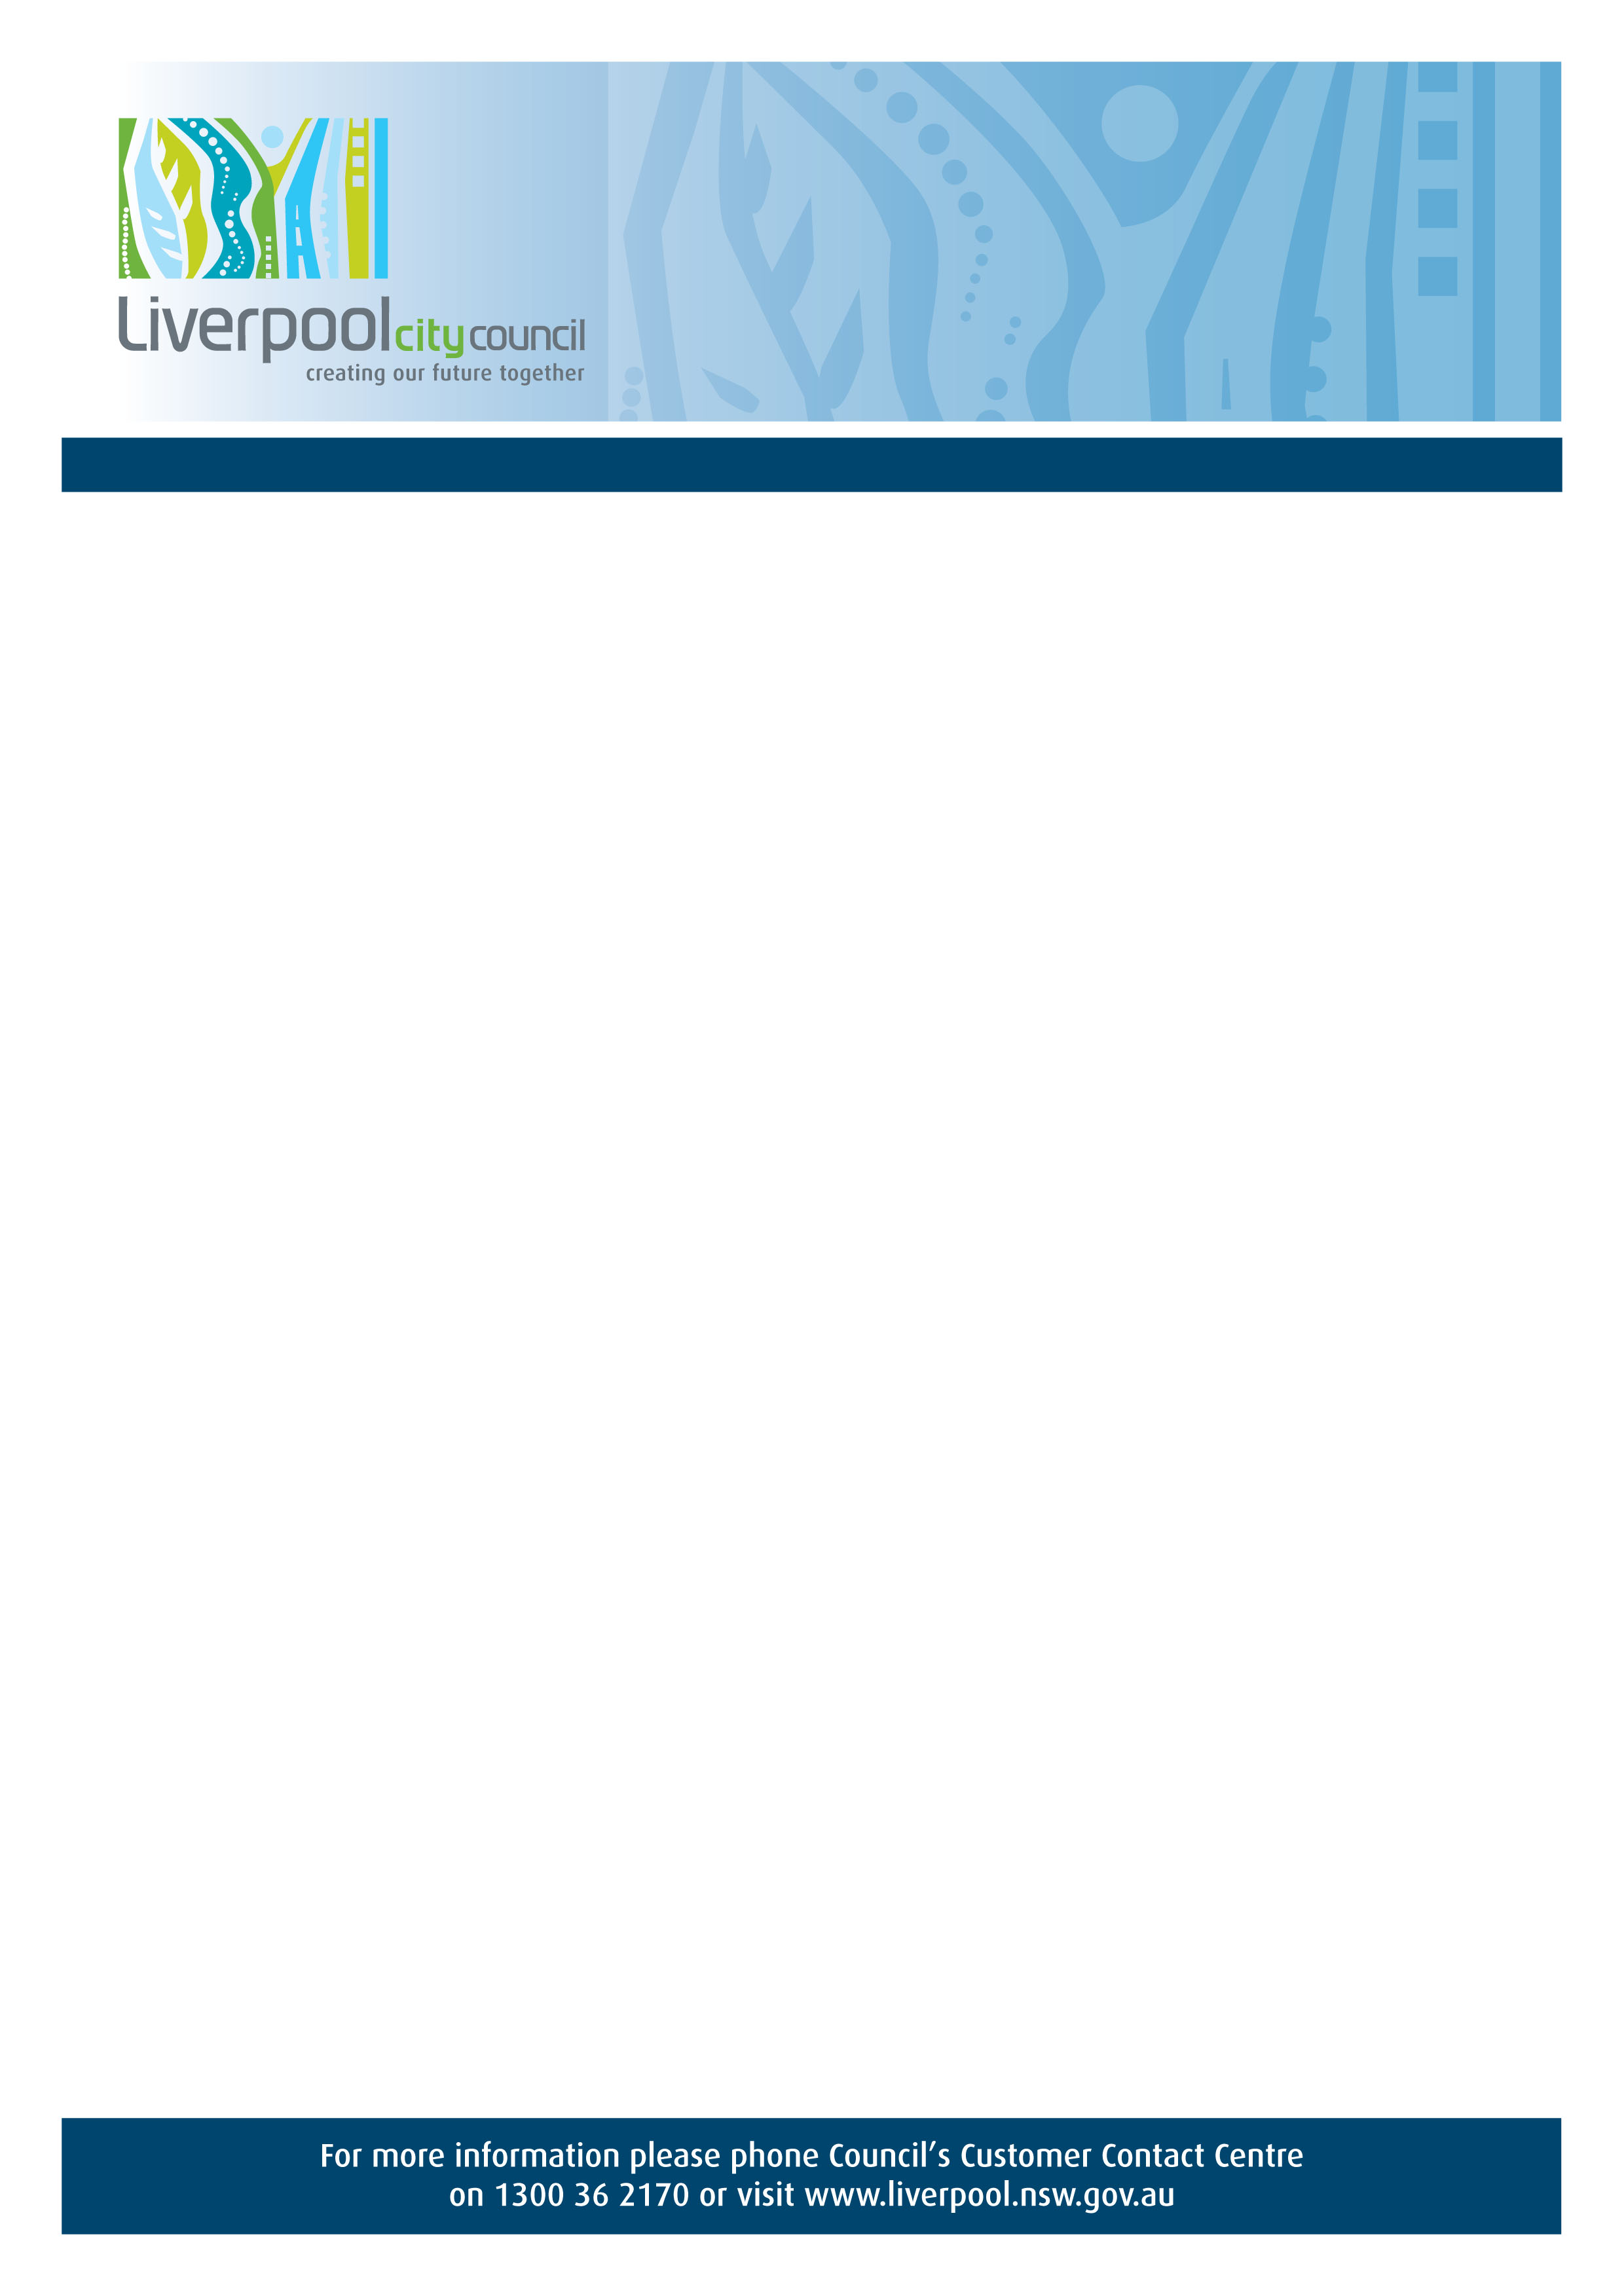 Liverpool city council
creating our future together
For more information please phone Council’s Customer Contact Centre
on 1300 36 2170 or visit www.liverpool.nsw.gov.au